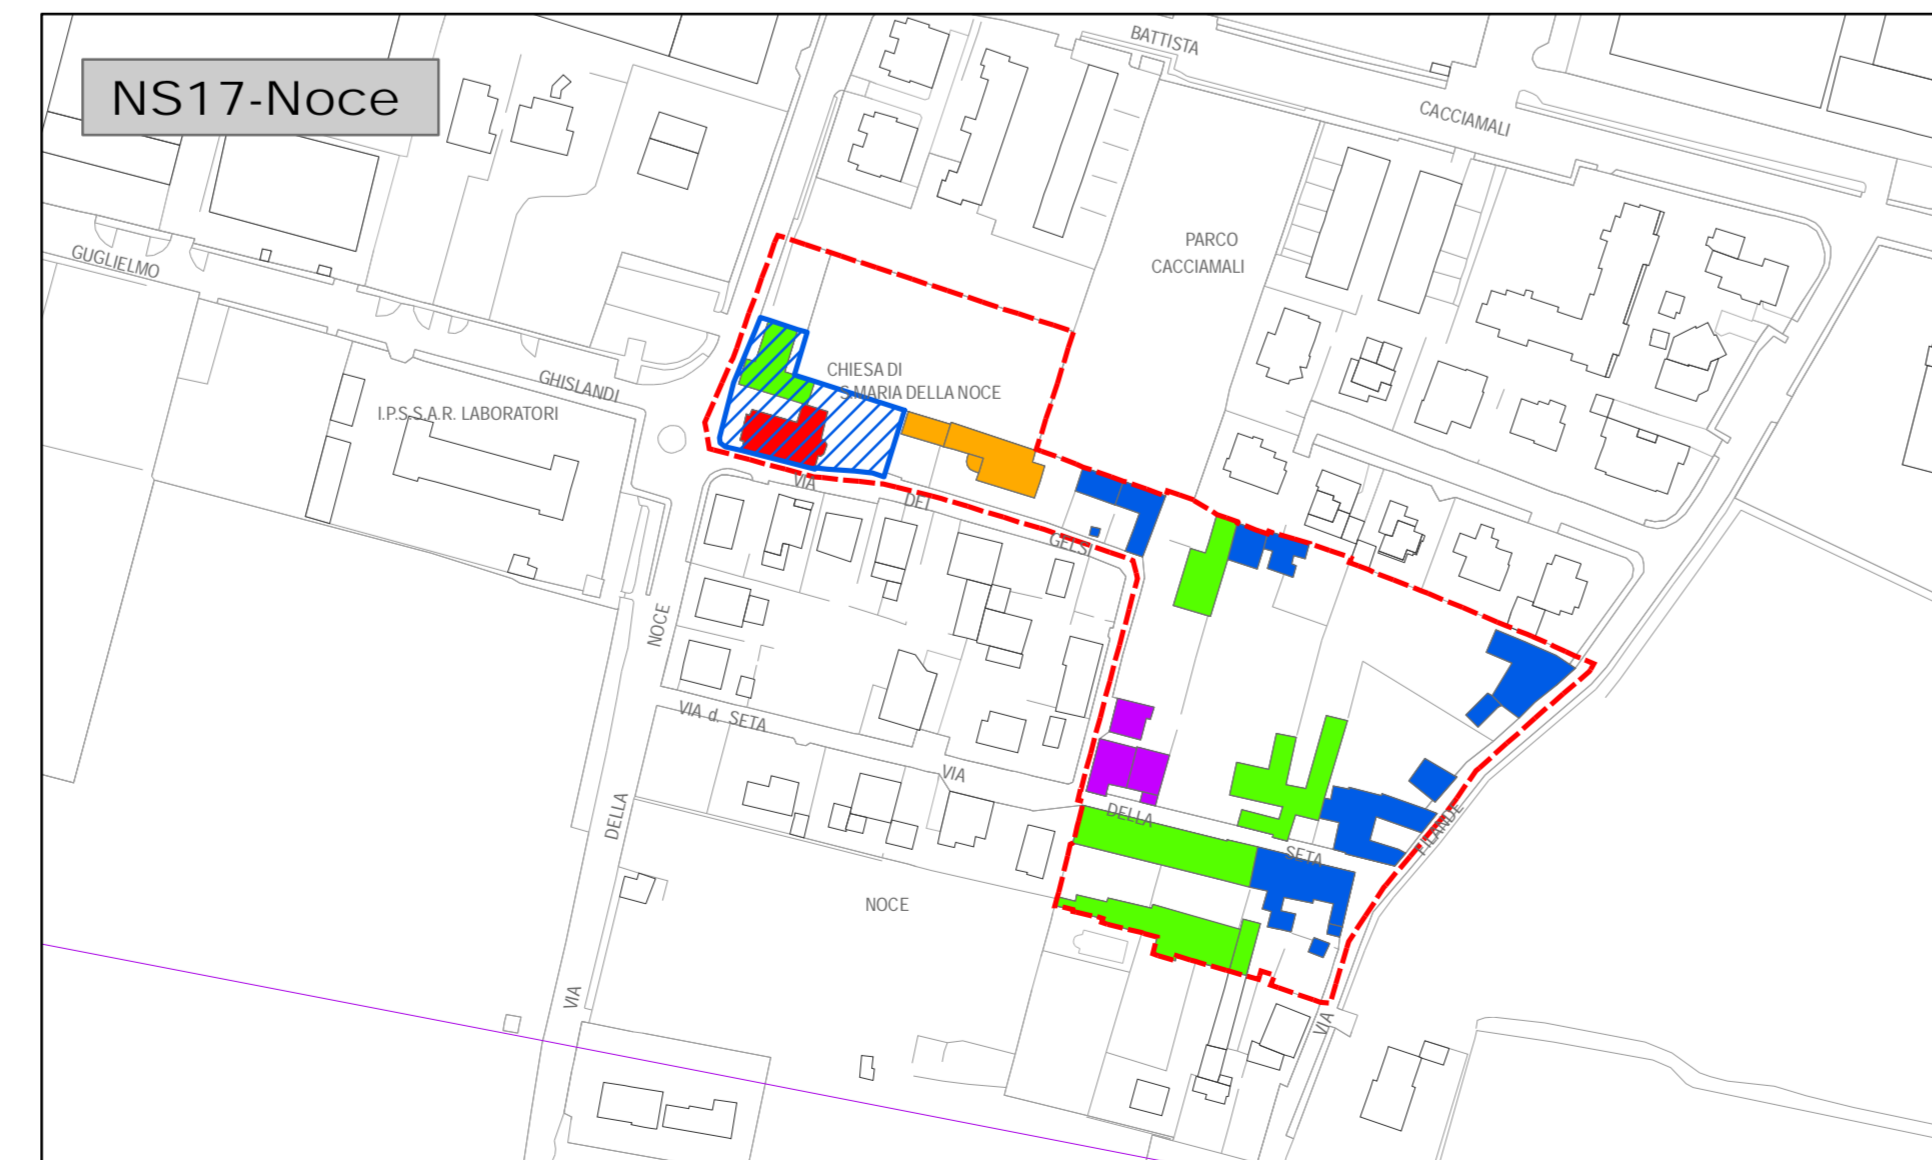 NS17-Noce
BATTISTA
CACCIAMALI
PARCO
CACCIAMALI
GUGLIELMO
GHISLANDI
CHIESA DI
S.MARIA DELLA NOCE
I.P.S.S.A.R. LABORATORI
VIA
DEI
GELSI
NOCE
VIA d. SETA
VIA
DELLA
DELLA
SETA
FILANDE
NOCE
VIA
VIA